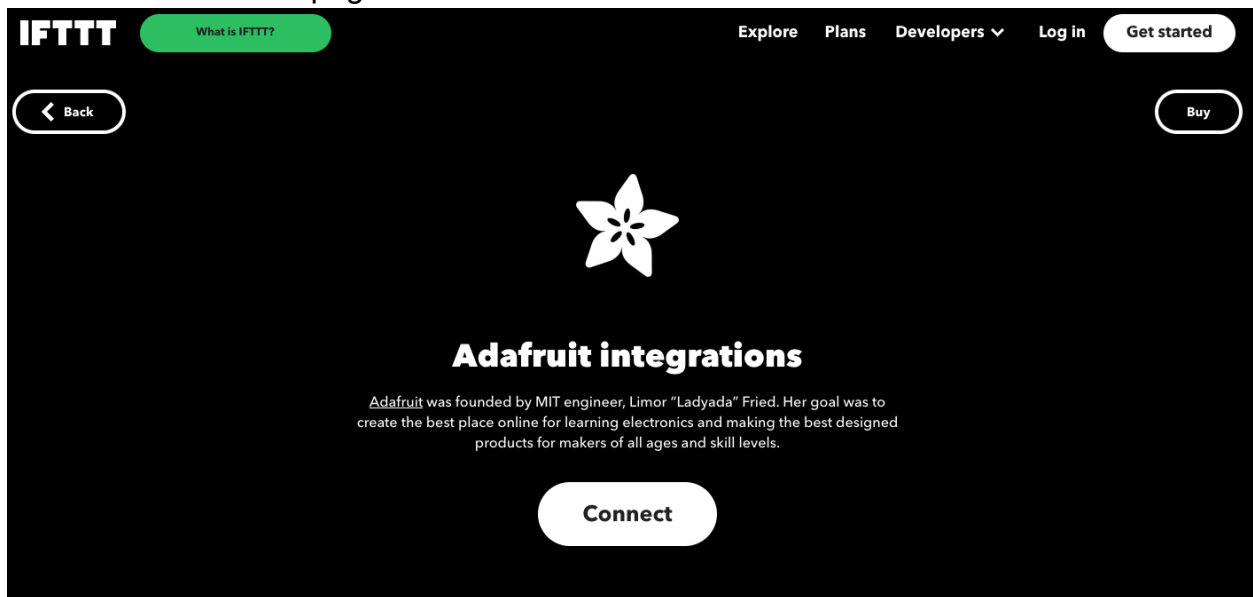 IFTTT What is IFTTT? Explore Plans Developers Log in Get started
Back Buy
Adafruit integrations
Adafruit was founded by MIT engineer, Limor “Ladyada” Fried. Her goal was to
create the best place online for learning electronics and making the best designed
products for makers of all ages and skill levels.
Connect